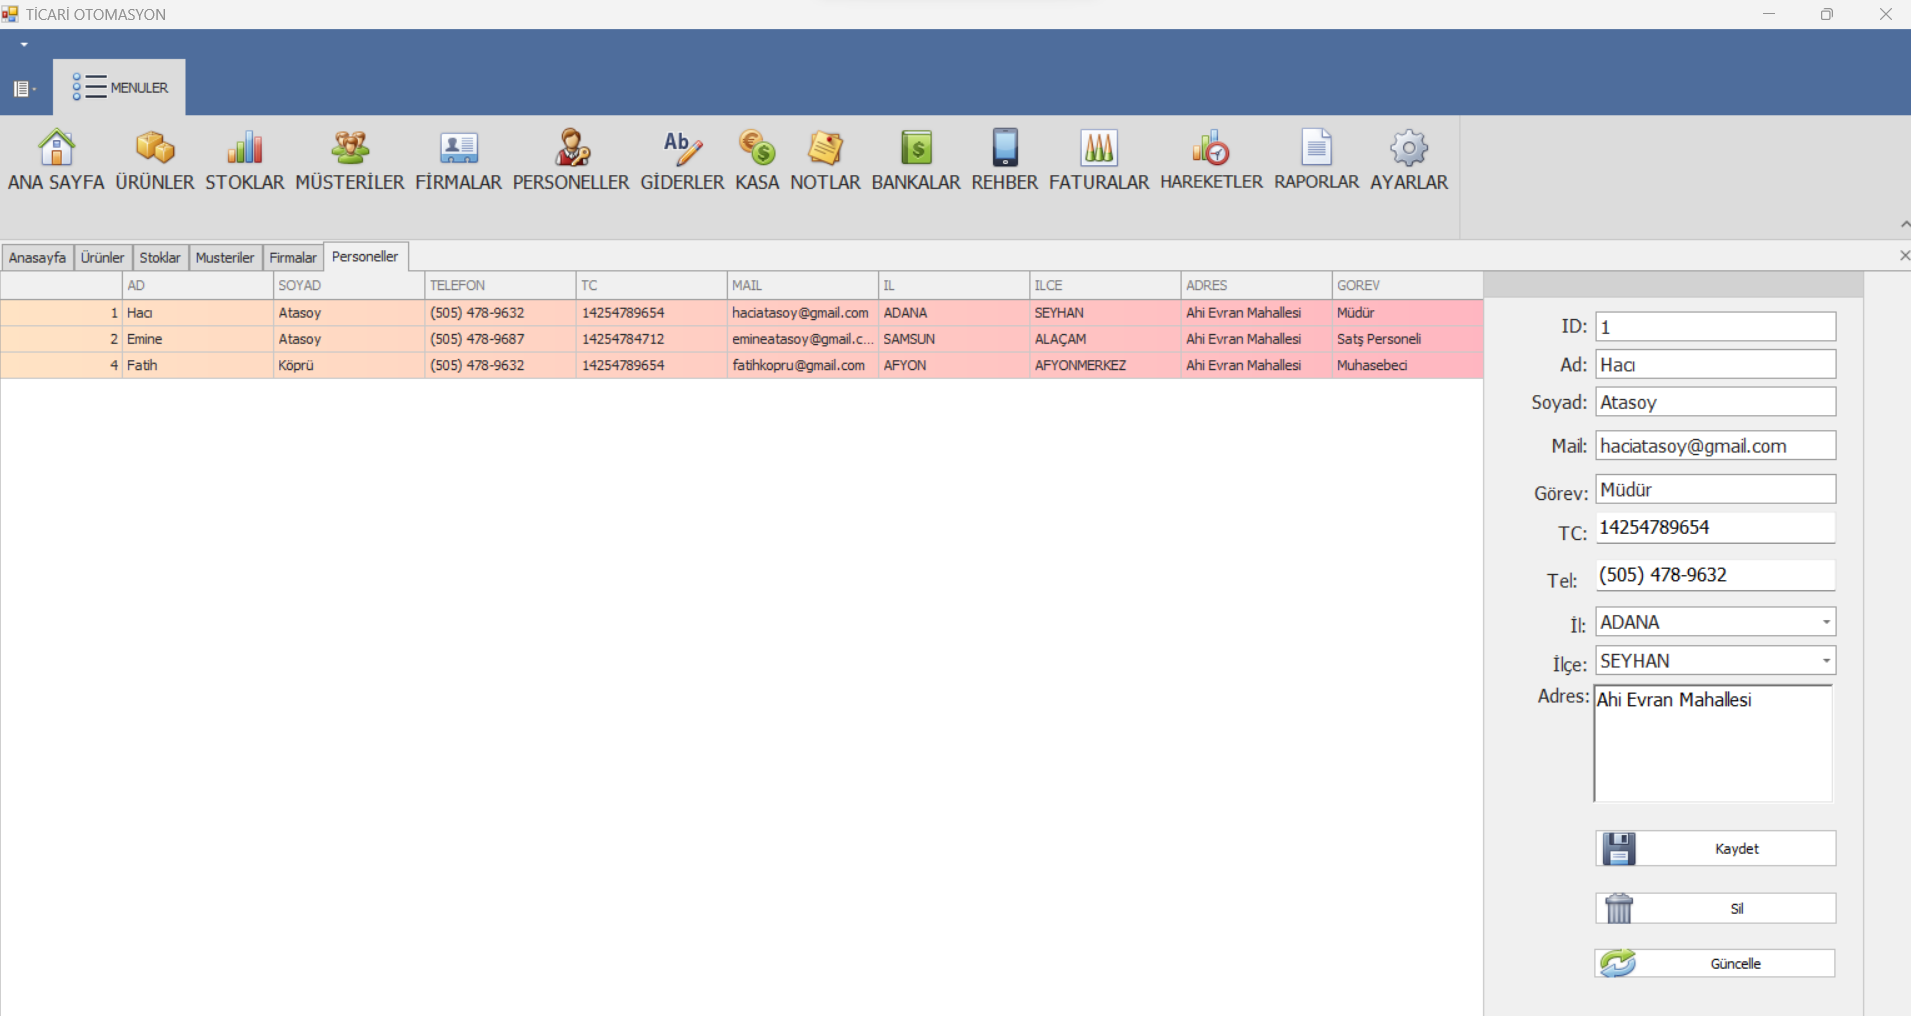 TİCARİ OTOMASYON
MENULER
ANA SAYFA ÜRÜNLER STOKLAR MÜSTERİLER FİRMALAR PERSONELLER GİDERLER KASA NOTLAR BANKALAR REHBER FATURALAR HAREKETLER RAPORLAR AYARLAR
Anasayfa Ürünler Stoklar Musteriler Firmalar Personeller
AD SOYAD TELEFON TC MAIL IL ILCE ADRES GOREV
1 Hacı Atasoy (505) 478-9632 14254789654 haciatasoy@gmail.com ADANA SEYHAN Ahi Evran Mahallesi Müdür
2 Emine Atasoy (505) 478-9687 14254784712 emineatasoy@gmail.c... SAMSUN ALAÇAM Ahi Evran Mahallesi Satş Personeli
4 Fatih Köprü (505) 478-9632 14254789654 fatihkopru@gmail.com AFYON AFYONMERKEZ Ahi Evran Mahallesi Muhasebeci
ID: 1
Ad: Hacı
Soyad: Atasoy
Mail: haciatasoy@gmail.com
Görev: Müdür
TC: 14254789654
Tel: (505) 478-9632
İl: ADANA
İlçe: SEYHAN
Adres: Ahi Evran Mahallesi
Kaydet
Sil
Güncelle